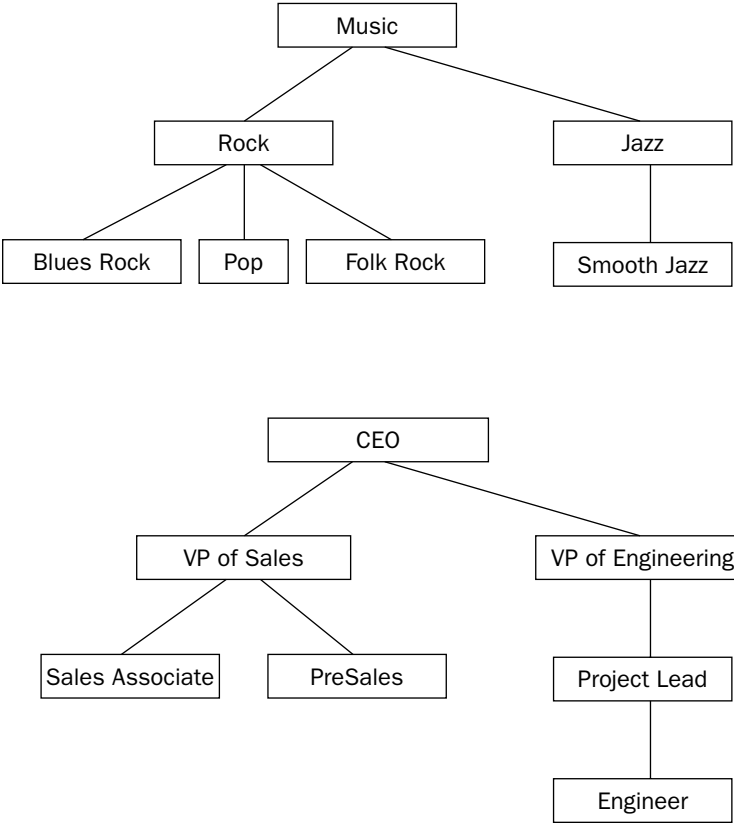 Music
Rock
Jazz
Blues Rock
Pop
Folk Rock
Smooth Jazz
CEO
VP of Sales
VP of Engineering
Sales Associate
PreSales
Project Lead
Engineer